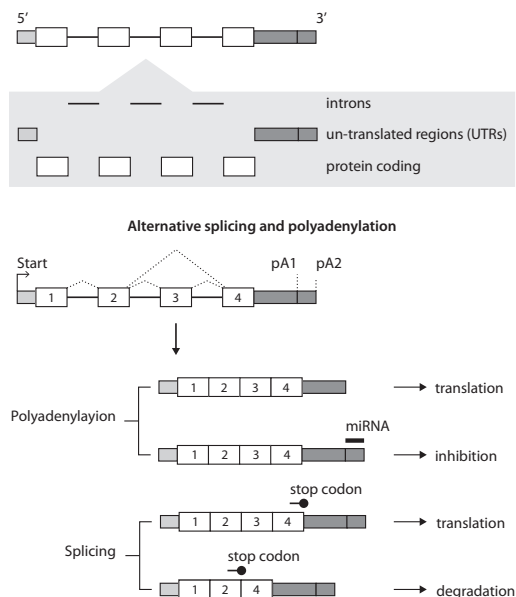 5′ 3′
introns
un-translated regions (UTRs)
protein coding
Alternative splicing and polyadenylation
Start pA1 pA2
1 2 3 4
1 2 3 4 translation
Polyadenylayion
miRNA
1 2 3 4 inhibition
stop codon
1 2 3 4 translation
Splicing
stop codon
1 2 4 degradation